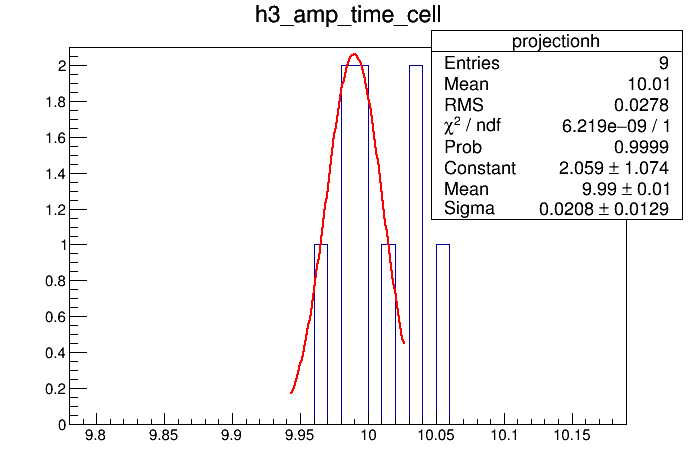 h3_amp_time_cell
projectionh
Entries 9
Mean 10.01
RMS 0.0278
χ² / ndf 6.219e−09 / 1
Prob 0.9999
Constant 2.059 ± 1.074
Mean 9.99 ± 0.01
Sigma 0.0208 ± 0.0129
2
1.8
1.6
1.4
1.2
1
0.8
0.6
0.4
0.2
0
9.8 9.85 9.9 9.95 10 10.05 10.1 10.15